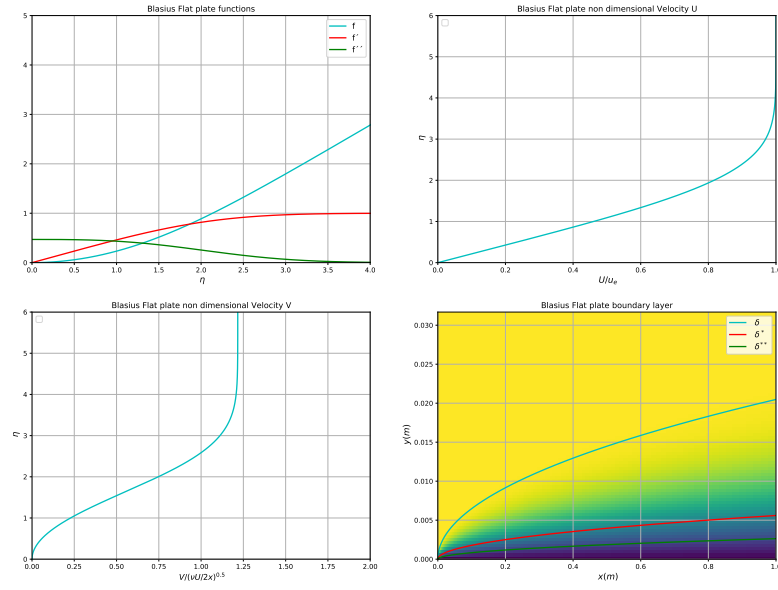 Blasius Flat plate functions
f
f´
f´´
5
4
3
2
1
0
0.0 0.5 1.0 1.5 2.0 2.5 3.0 3.5 4.0
η
Blasius Flat plate non dimensional Velocity U
6
5
4
3
2
1
0
η
0.0 0.2 0.4 0.6 0.8 1.0
U/uₑ
Blasius Flat plate non dimensional Velocity V
6
5
4
3
2
1
0
η
0.00 0.25 0.50 0.75 1.00 1.25 1.50 1.75 2.00
V/(νU/2x)^0.5
Blasius Flat plate boundary layer
δ
δ*
δ**
0.030
0.025
0.020
0.015
0.010
0.005
0.000
y(m)
0.0 0.2 0.4 0.6 0.8 1.0
x(m)